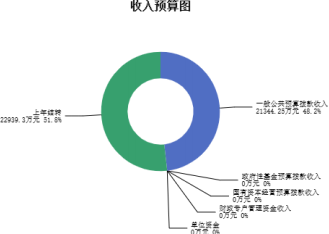 收入预算图
一般公共预算拨款收入
21344.25万元 48.2%
上年结转
22939.3万元 51.8%
政府性基金预算拨款收入
0万元 0%
国有资本经营预算拨款收入
0万元 0%
财政专户管理资金收入
0万元 0%
单位资金
0万元 0%